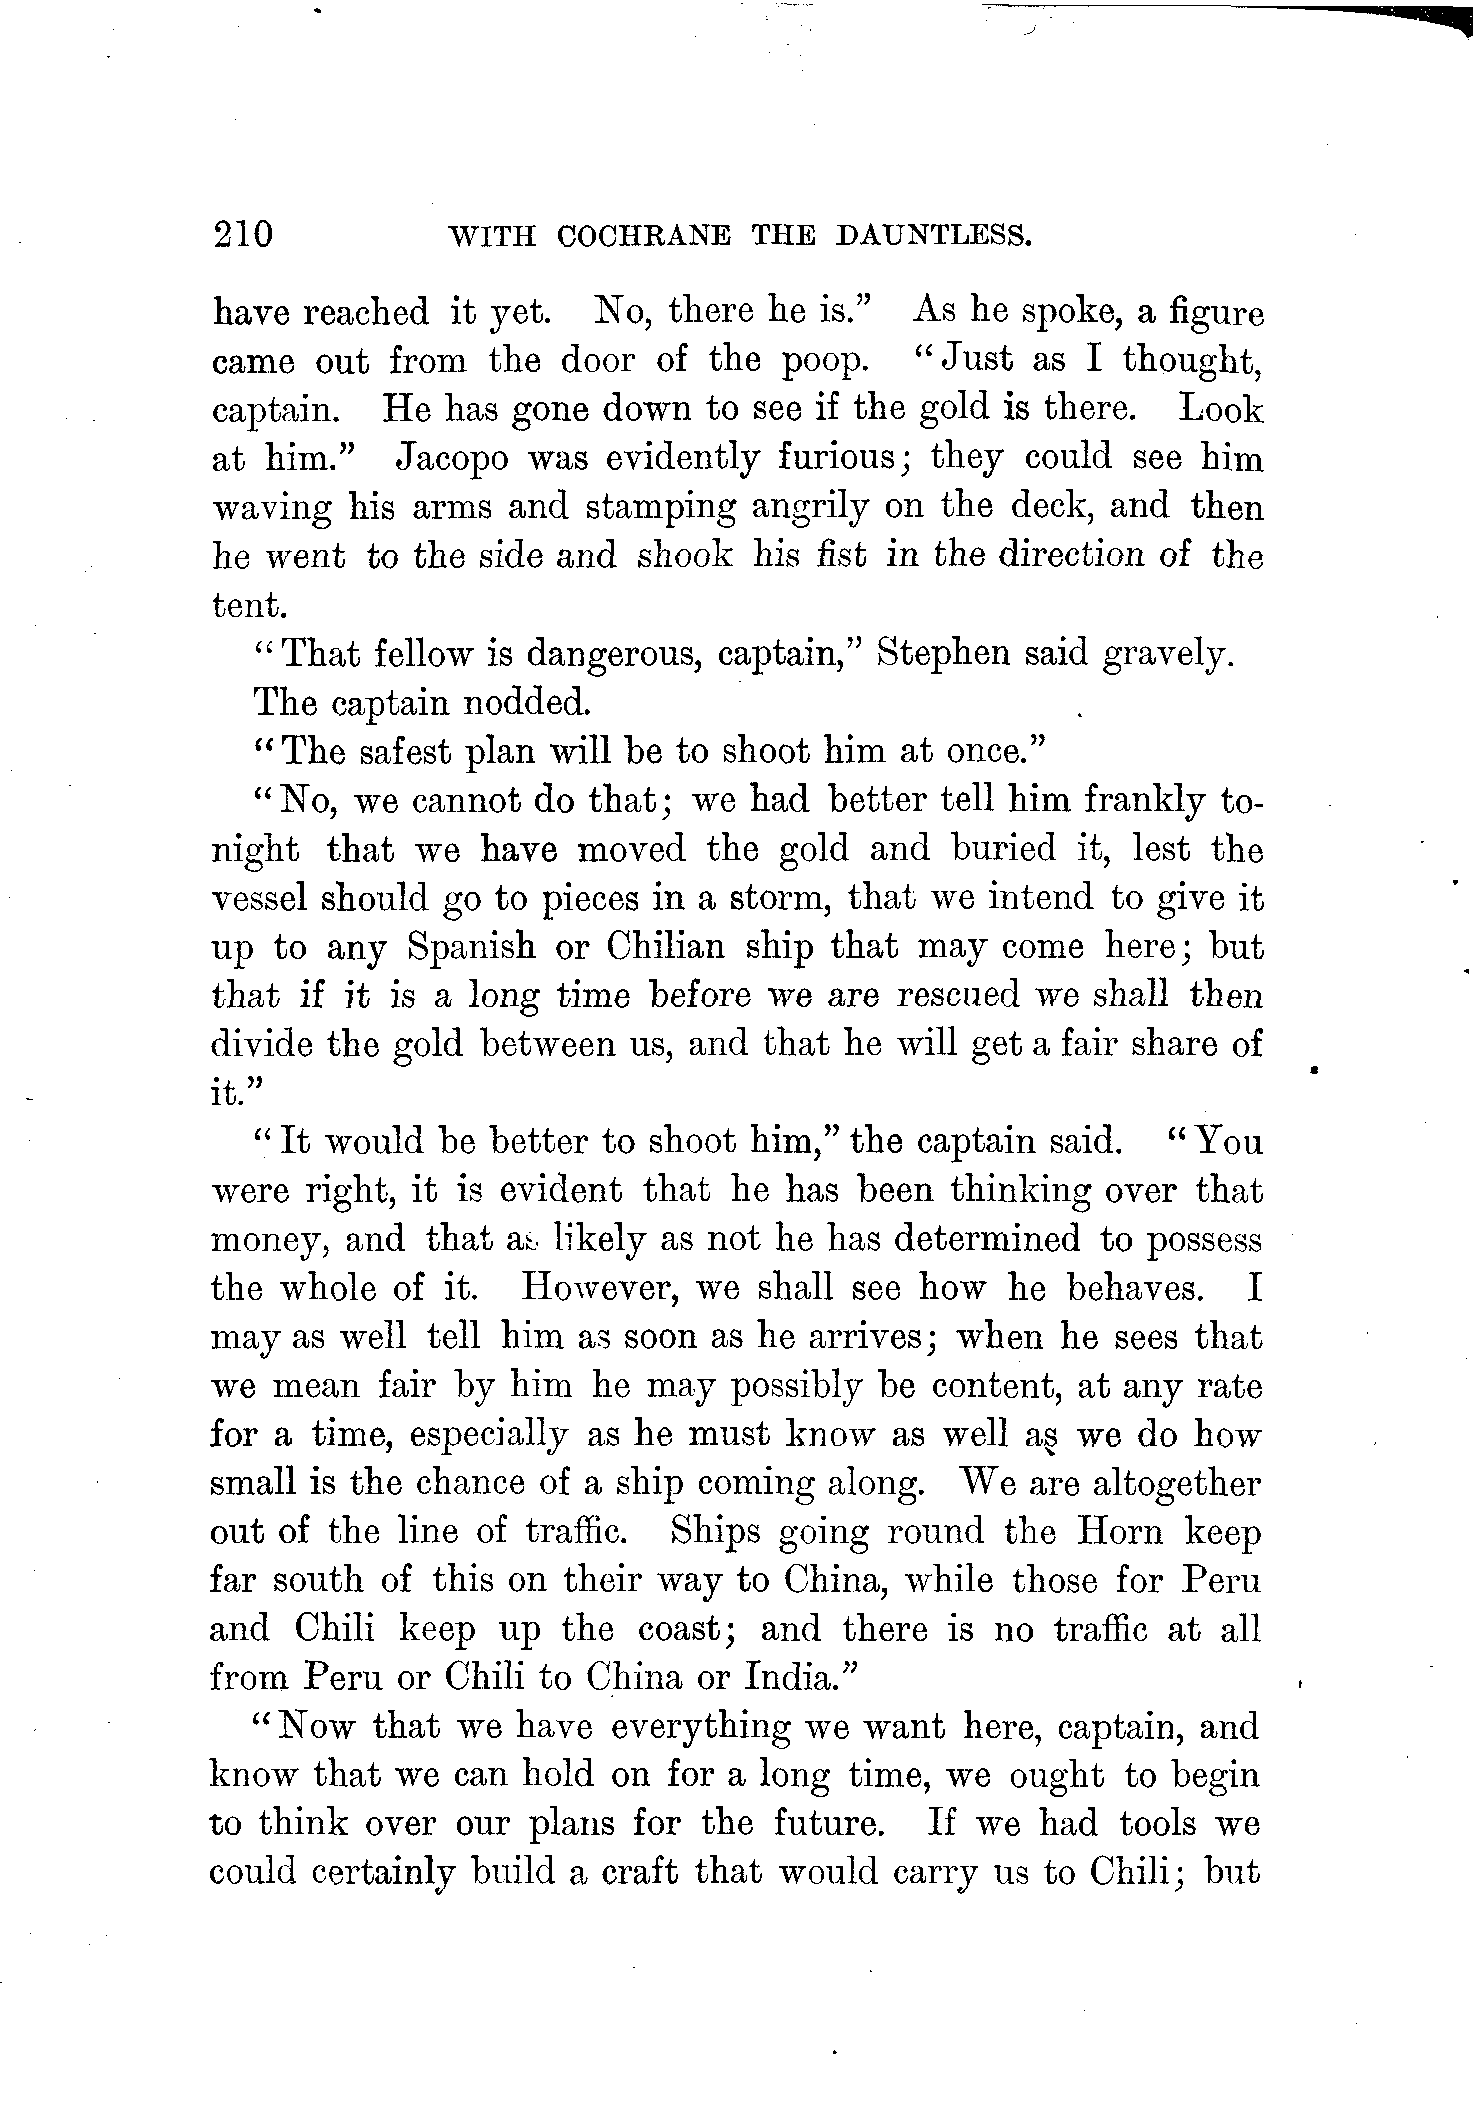 210 WITH COCHRANE THE DAUNTLESS.
have reached it yet. No, there he is." As he spoke, a figure
came out from the door of the poop. "Just as I thought,
captain. He has gone down to see if the gold is there. Look
at him." Jacopo was evidently furious; they could see him
waving his arms and stamping angrily on the deck, and then
he went to the side and shook his fist in the direction of the
tent.
"That fellow is dangerous, captain," Stephen said gravely.
The captain nodded.
"The safest plan will be to shoot him at once."
"No, we cannot do that; we had better tell him frankly to-
night that we have moved the gold and buried it, lest the
vessel should go to pieces in a storm, that we intend to give it
up to any Spanish or Chilian ship that may come here; but
that if it is a long time before we are rescued we shall then
divide the gold between us, and that he will get a fair share of
it."
"It would be better to shoot him," the captain said. "You
were right, it is evident that he has been thinking over that
money, and that as likely as not he has determined to possess
the whole of it. However, we shall see how he behaves. I
may as well tell him as soon as he arrives; when he sees that
we mean fair by him he may possibly be content, at any rate
for a time, especially as he must know as well as we do how
small is the chance of a ship coming along. We are altogether
out of the line of traffic. Ships going round the Horn keep
far south of this on their way to China, while those for Peru
and Chili keep up the coast; and there is no traffic at all
from Peru or Chili to China or India."
"Now that we have everything we want here, captain, and
know that we can hold on for a long time, we ought to begin
to think over our plans for the future. If we had tools we
could certainly build a craft that would carry us to Chili; but